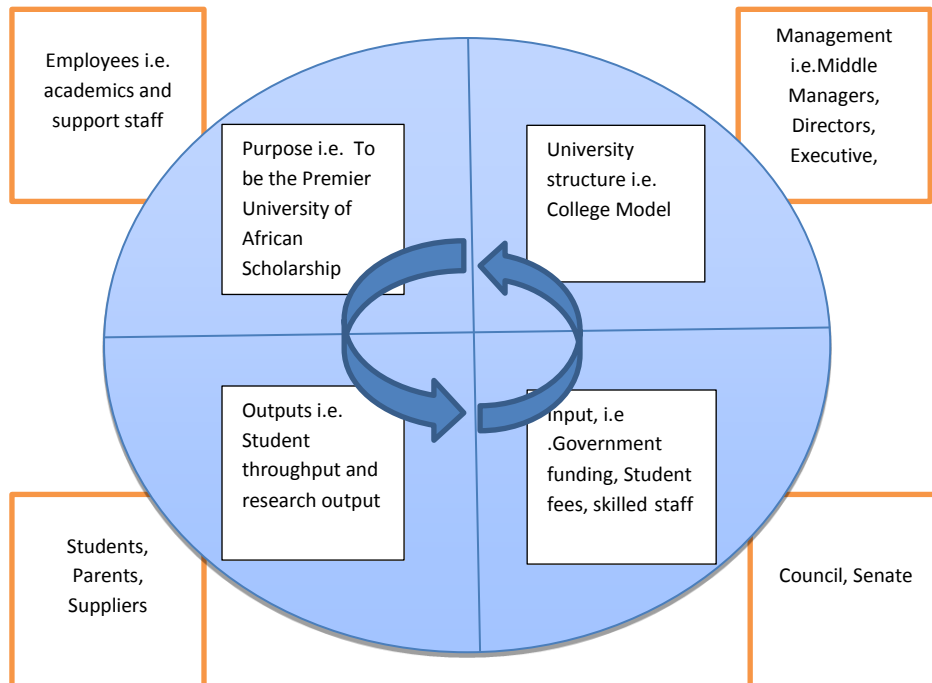 Employees i.e.
academics and
support staff
Management
i.e.Middle
Managers,
Directors,
Executive,
Purpose i.e. To
be the Premier
University of
African
Scholarship
University
structure i.e.
College Model
Outputs i.e.
Student
throughput and
research output
Input, i.e
.Government
funding, Student
fees, skilled staff
Students,
Parents,
Suppliers
Council, Senate